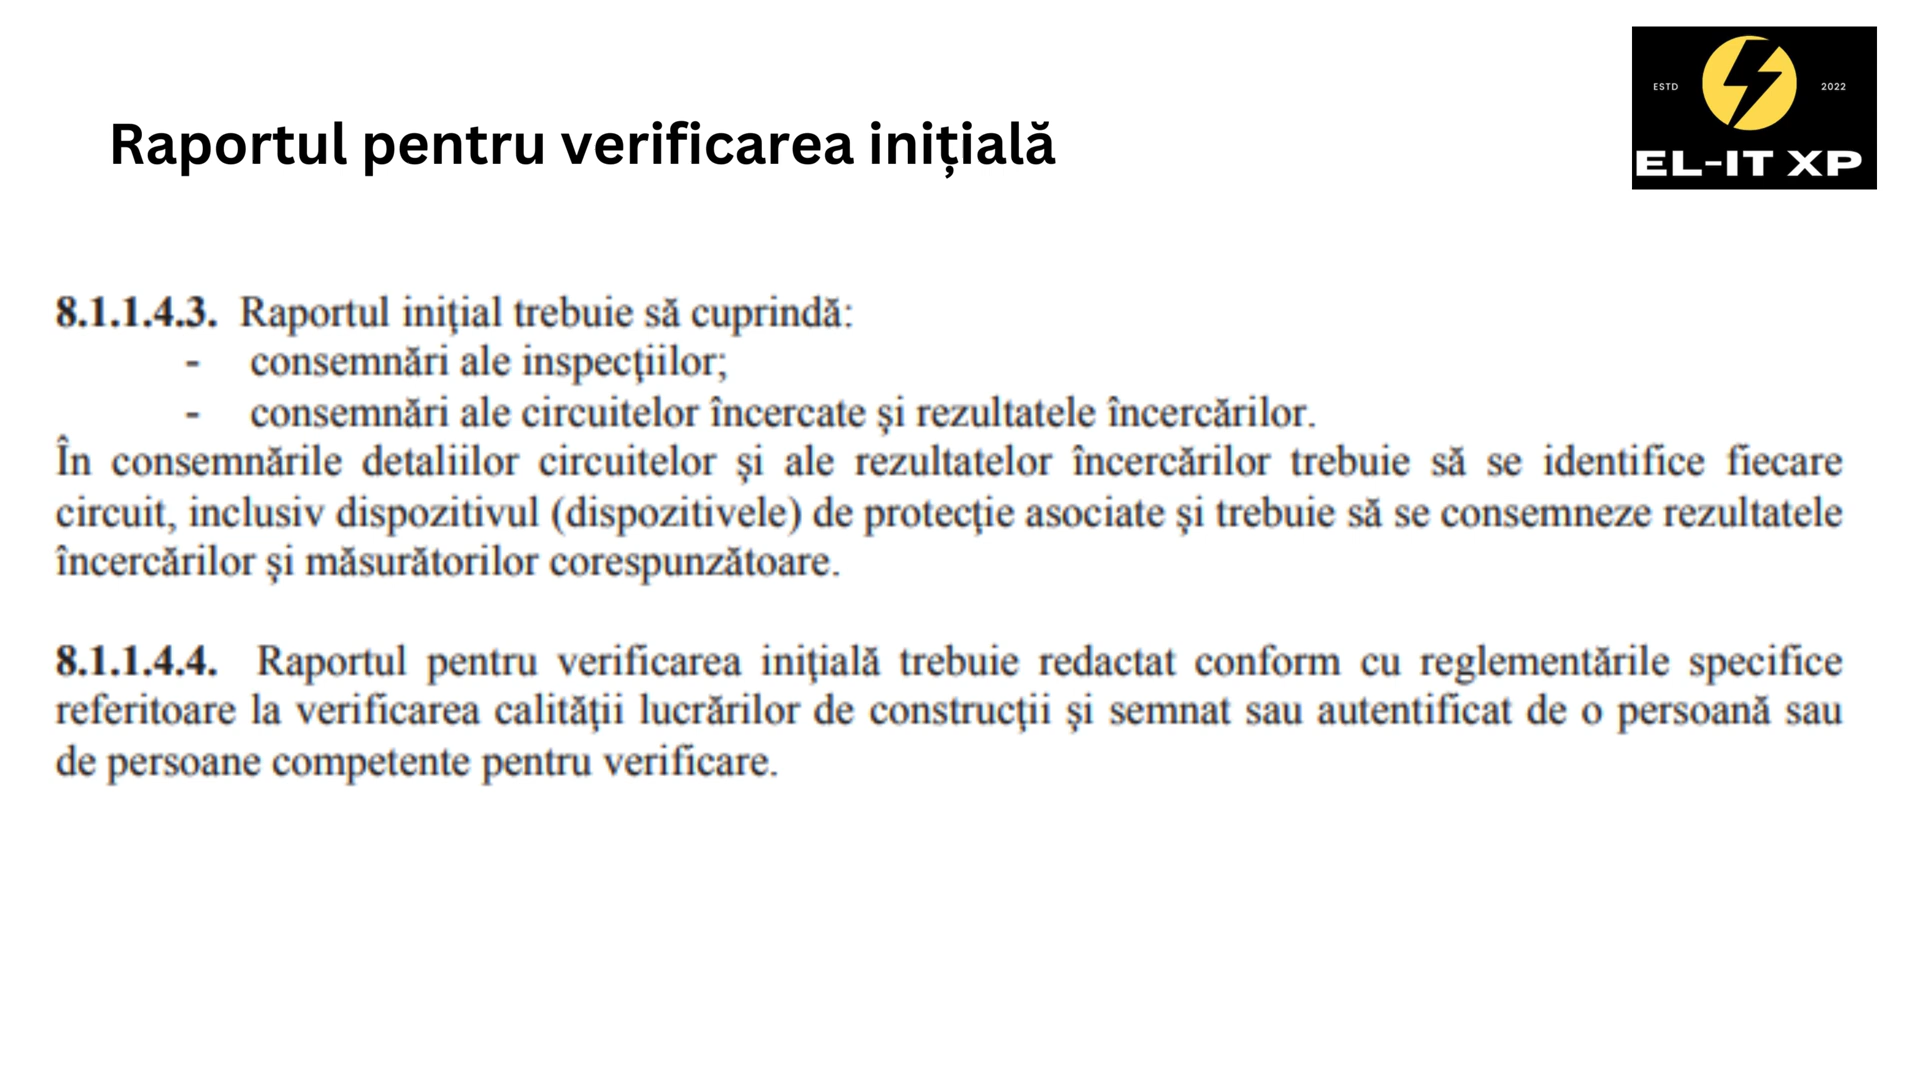 ESTD
2022
EL-IT XP
Raportul pentru verificarea inițială
8.1.1.4.3. Raportul iniţial trebuie să cuprindă:
- consemnări ale inspecţiilor;
- consemnări ale circuitelor încercate şi rezultatele încercărilor.
În consemnările detaliilor circuitelor şi ale rezultatelor încercărilor trebuie să se identifice fiecare
circuit, inclusiv dispozitivul (dispozitivele) de protecţie asociate şi trebuie să se consemneze rezultatele
încercărilor şi măsurătorilor corespunzătoare.
8.1.1.4.4. Raportul pentru verificarea iniţială trebuie redactat conform cu reglementările specifice
referitoare la verificarea calităţii lucrărilor de construcţii şi semnat sau autentificat de o persoană sau
de persoane competente pentru verificare.